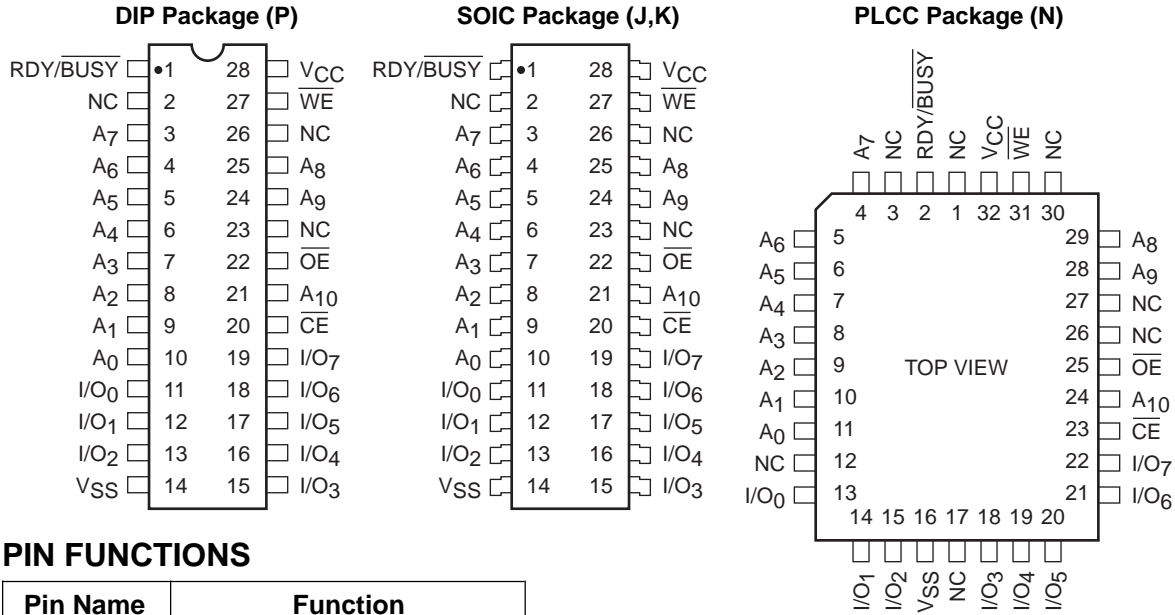 DIP Package (P)
RDY/BUSY 1 28 VCC
NC 2 27 WE
A7 3 26 NC
A6 4 25 A8
A5 5 24 A9
A4 6 23 NC
A3 7 22 OE
A2 8 21 A10
A1 9 20 CE
A0 10 19 I/O7
I/O0 11 18 I/O6
I/O1 12 17 I/O5
I/O2 13 16 I/O4
VSS 14 15 I/O3
SOIC Package (J,K)
RDY/BUSY 1 28 VCC
NC 2 27 WE
A7 3 26 NC
A6 4 25 A8
A5 5 24 A9
A4 6 23 NC
A3 7 22 OE
A2 8 21 A10
A1 9 20 CE
A0 10 19 I/O7
I/O0 11 18 I/O6
I/O1 12 17 I/O5
I/O2 13 16 I/O4
VSS 14 15 I/O3
PLCC Package (N)
A7 NC RDY/BUSY NC VCC WE NC
4 3 2 1 32 31 30
A6 5 29 A8
A5 6 28 A9
A4 7 27 NC
A3 8 26 NC
A2 9 TOP VIEW 25 OE
A1 10 24 A10
A0 11 23 CE
NC 12 22 I/O7
I/O0 13 21 I/O6
14 15 16 17 18 19 20
I/O1 I/O2 VSS NC I/O3 I/O4 I/O5
PIN FUNCTIONS
Pin Name Function